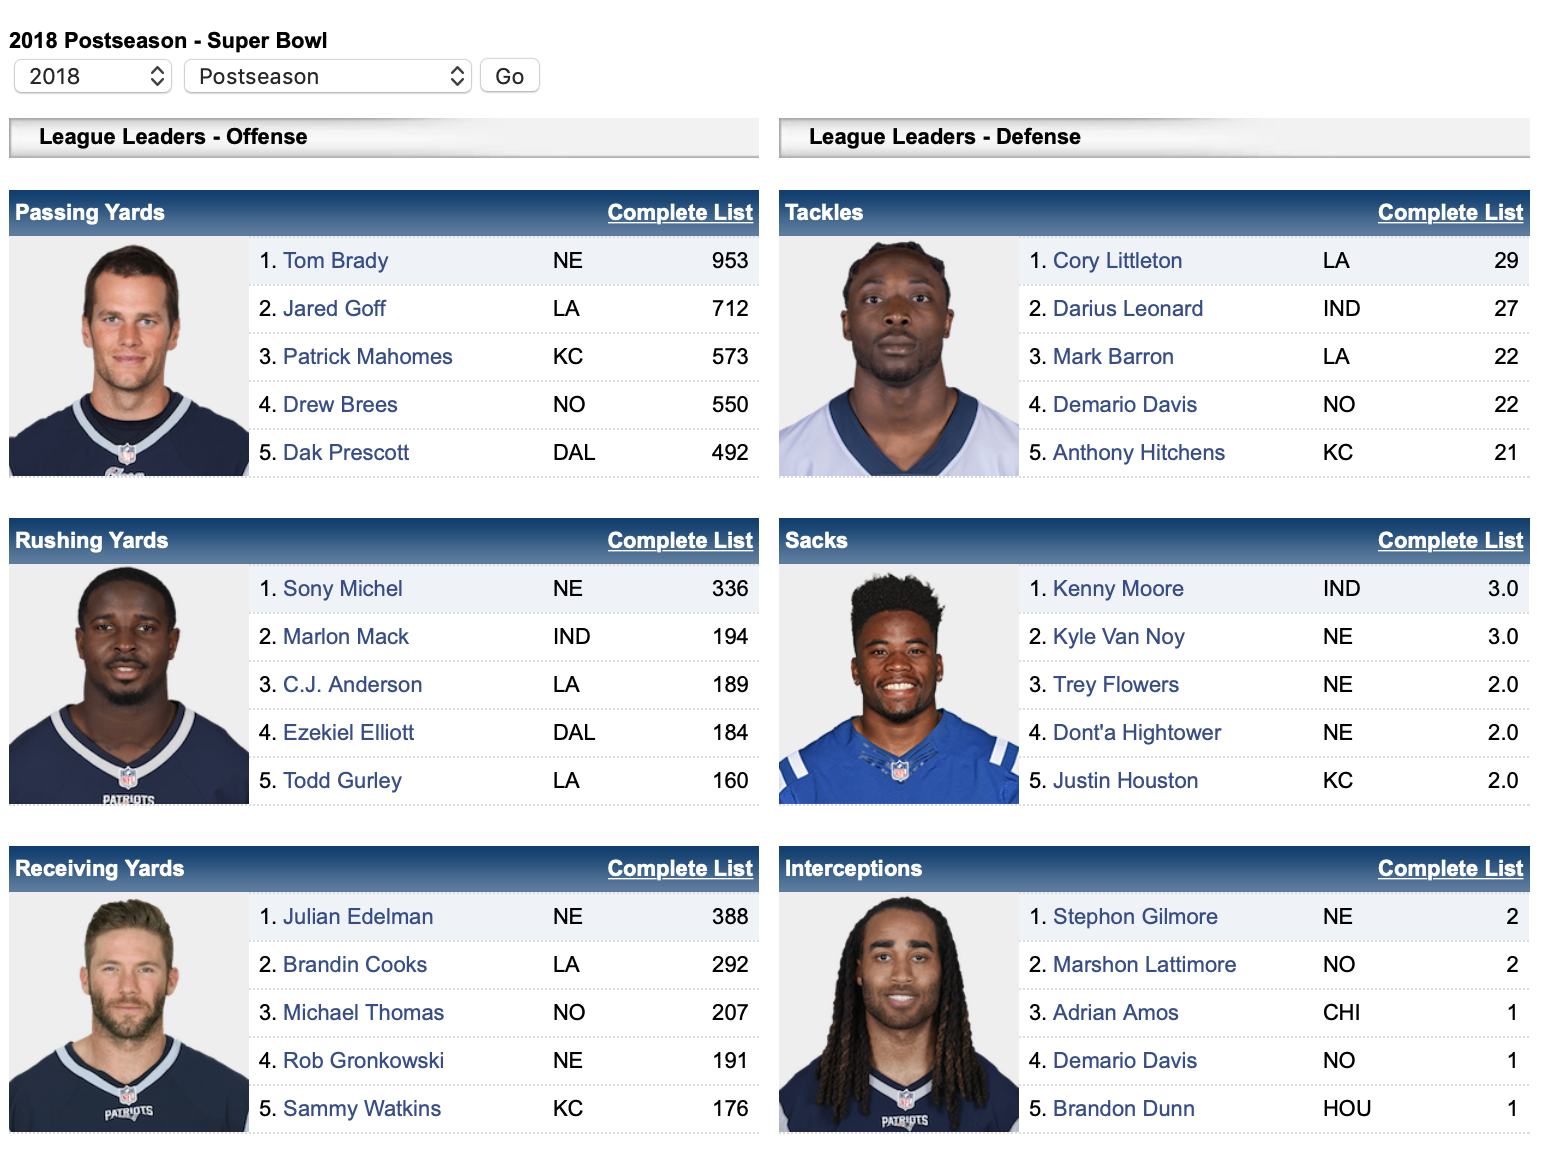 2018 Postseason - Super Bowl
2018 Postseason Go
League Leaders - Offense
Passing Yards Complete List
1. Tom Brady NE 953
2. Jared Goff LA 712
3. Patrick Mahomes KC 573
4. Drew Brees NO 550
5. Dak Prescott DAL 492
Rushing Yards Complete List
1. Sony Michel NE 336
2. Marlon Mack IND 194
3. C.J. Anderson LA 189
4. Ezekiel Elliott DAL 184
5. Todd Gurley LA 160
PATRIOTS
Receiving Yards Complete List
1. Julian Edelman NE 388
2. Brandin Cooks LA 292
3. Michael Thomas NO 207
4. Rob Gronkowski NE 191
5. Sammy Watkins KC 176
PATRIOTS
League Leaders - Defense
Tackles Complete List
1. Cory Littleton LA 29
2. Darius Leonard IND 27
3. Mark Barron LA 22
4. Demario Davis NO 22
5. Anthony Hitchens KC 21
Sacks Complete List
1. Kenny Moore IND 3.0
2. Kyle Van Noy NE 3.0
3. Trey Flowers NE 2.0
4. Dont'a Hightower NE 2.0
5. Justin Houston KC 2.0
Interceptions Complete List
1. Stephon Gilmore NE 2
2. Marshon Lattimore NO 2
3. Adrian Amos CHI 1
4. Demario Davis NO 1
5. Brandon Dunn HOU 1
PATRIOTS